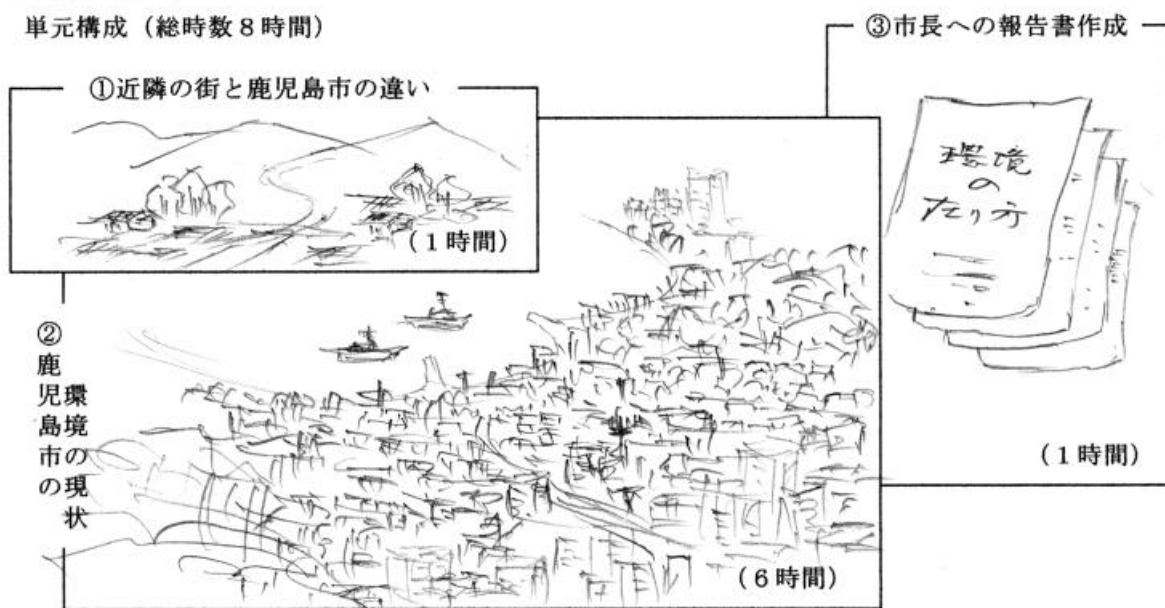 単元構成（総時数８時間）
①近隣の街と鹿児島市の違い
（１時間）
②鹿児島市の
環境の現状
（６時間）
③市長への報告書作成
環境
の
在り方
（１時間）